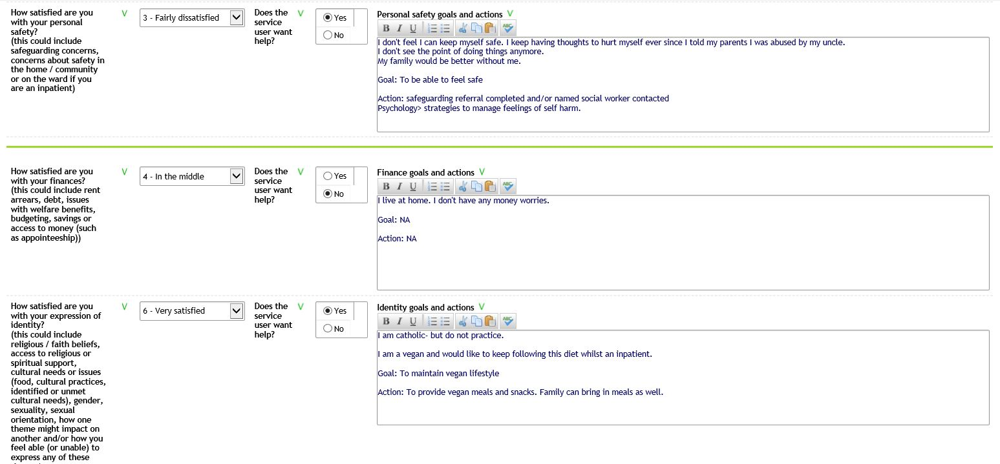 How satisfied are you
with your personal
safety?
(this could include
safeguarding concerns,
concerns about safety in
the home / community
or on the ward if you
are an inpatient)
V
3 - Fairly dissatisfied
Does the
service
user want
help?
V
Yes
No
Personal safety goals and actions V
B I U ABC
I don't feel I can keep myself safe. I keep having thoughts to hurt myself ever since I told my parents I was abused by my uncle.
I don't see the point of doing things anymore.
My family would be better without me.
Goal: To be able to feel safe
Action: safeguarding referral completed and/or named social worker contacted
Psychology> strategies to manage feelings of self harm.
How satisfied are you
with your finances?
(this could include rent
arrears, debt, issues
with welfare benefits,
budgeting, savings or
access to money (such
as appointeeship))
V
4 - In the middle
Does the
service
user want
help?
V
Yes
No
Finance goals and actions V
B I U ABC
I live at home. I don't have any money worries.
Goal: NA
Action: NA
How satisfied are you
with your expression of
identity?
(this could include
religious / faith beliefs,
access to religious or
spiritual support,
cultural needs or issues
(food, cultural practices,
identified or unmet
cultural needs), gender,
sexuality, sexual
orientation, how one
theme might impact on
another and/or how you
feel able (or unable) to
express any of these
V
6 - Very satisfied
Does the
service
user want
help?
V
Yes
No
Identity goals and actions V
B I U ABC
I am catholic- but do not practice.
I am a vegan and would like to keep following this diet whilst an inpatient.
Goal: To maintain vegan lifestyle
Action: To provide vegan meals and snacks. Family can bring in meals as well.